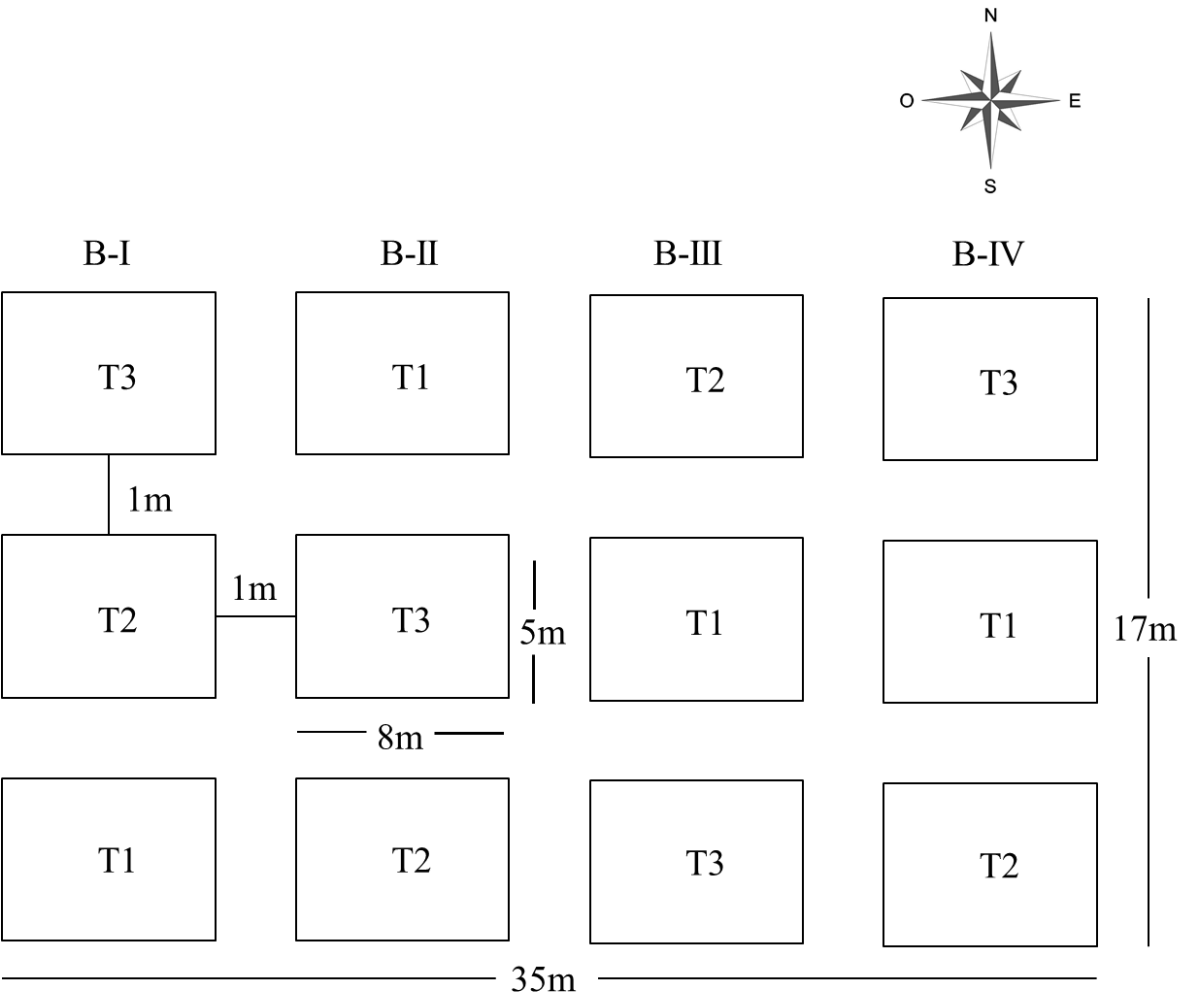 N
O E
S
B-I B-II B-III B-IV
T3 T1 T2 T3
1m
1m
T2 T3 5m T1 T1 17m
8m
T1 T2 T3 T2
35m